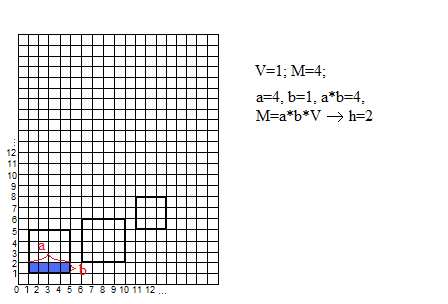 V=1; M=4;
a=4, b=1, a*b=4,
M=a*b*V → h=2
⋮
12
11
10
9
8
7
6
5
4
3
2
1
a
b
0 1 2 3 4 5 6 7 8 9 10 11 12 ...